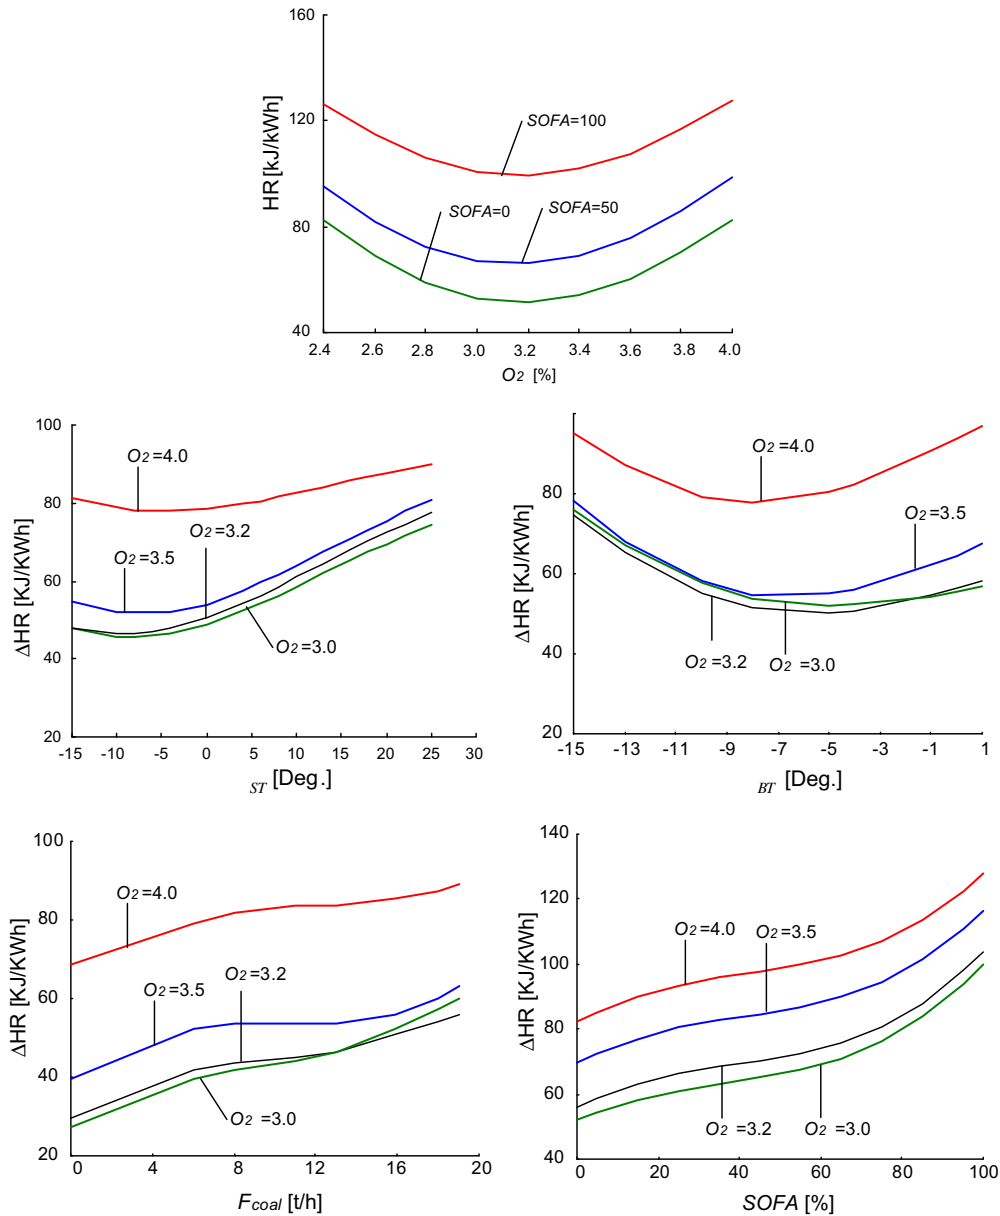 160
120
80
40
HR [kJ/kWh]
SOFA=100
SOFA=0
SOFA=50
2.4 2.6 2.8 3.0 3.2 3.4 3.6 3.8 4.0
O2 [%]
100
80
60
40
20
ΔHR [KJ/KWh]
O2=4.0
O2=3.2
O2=3.5
O2=3.0
-15 -10 -5 0 5 10 15 20 25 30
ST [Deg.]
80
60
40
20
ΔHR [KJ/KWh]
O2=4.0
O2=3.5
O2=3.2
O2 =3.0
-15 -13 -11 -9 -7 -5 -3 -1 1
BT [Deg.]
100
80
60
40
20
ΔHR [KJ/KWh]
O2=4.0
O2=3.2
O2=3.5
O2 =3.0
0 4 8 12 16 20
Fcoal [t/h]
140
120
100
80
60
40
ΔHR [KJ/KWh]
O2=4.0
O2=3.5
O2 =3.2
O2 =3.0
0 20 40 60 80 100
SOFA [%]